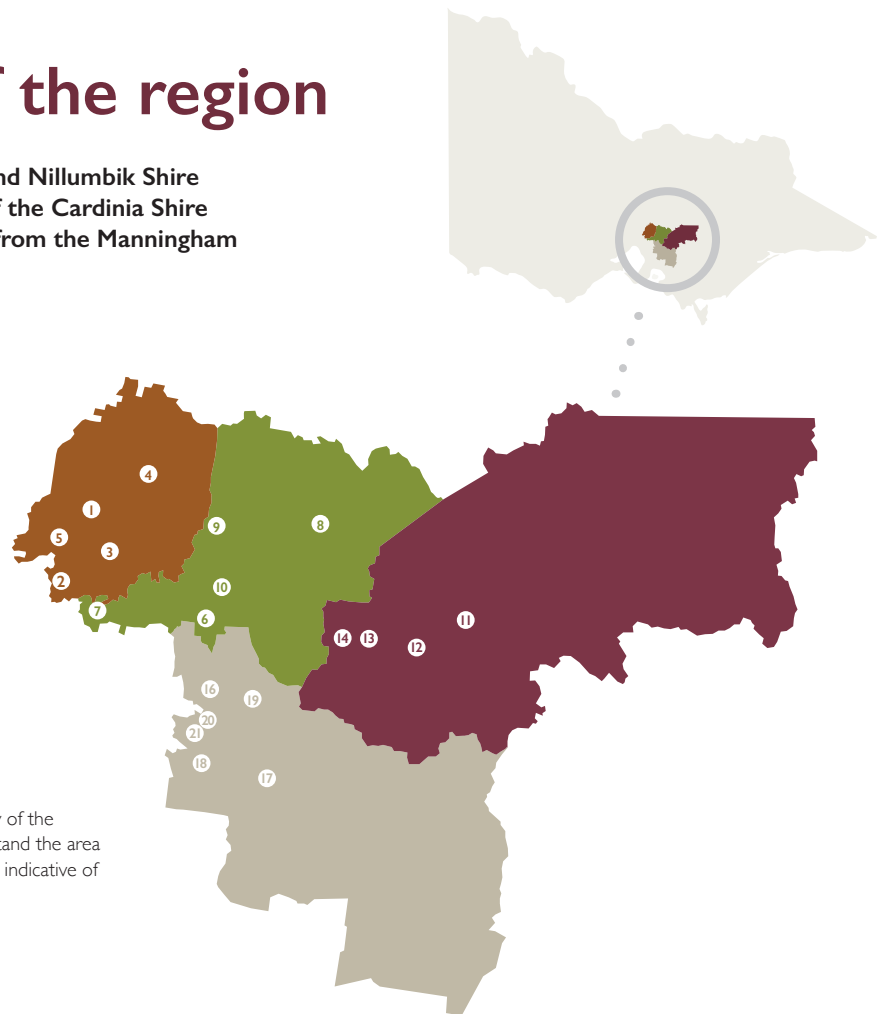 f the region
nd Nillumbik Shire
f the Cardinia Shire
from the Manningham
4
1
5
3
2
7
9
8
10
6
11
14
13
12
16
19
20
21
18
17
of the
tand the area
indicative of